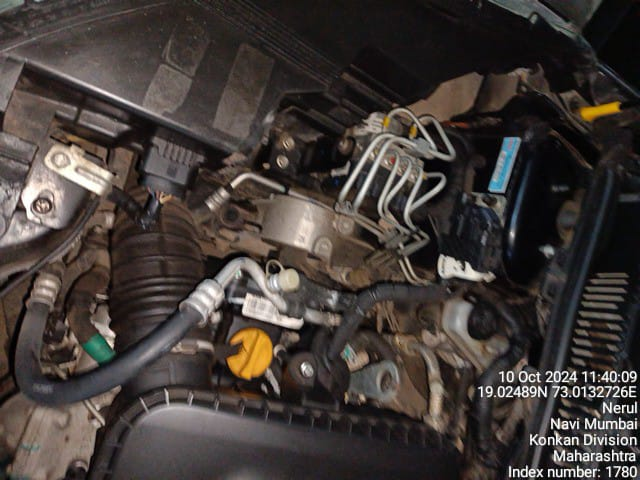 10 Oct 2024 11:40:09
19.02489N 73.0132726E
Nerul
Navi Mumbai
Konkan Division
Maharashtra
Index number: 1780